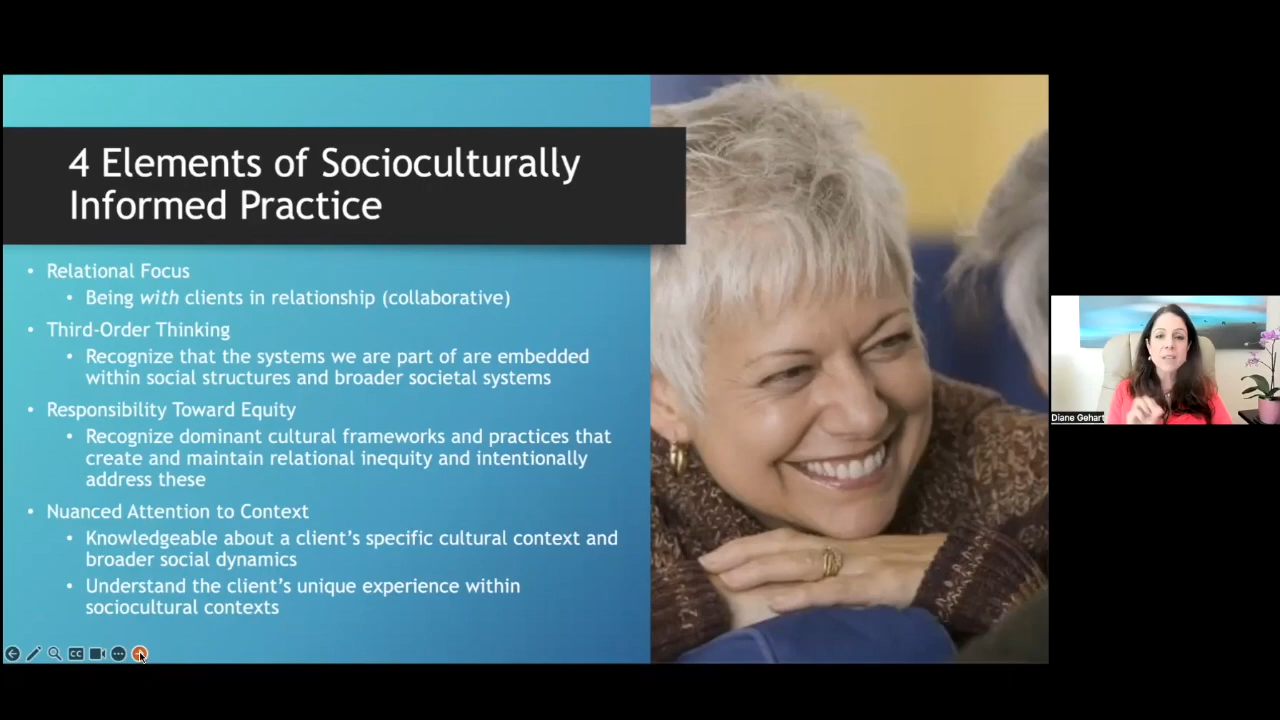 4 Elements of Socioculturally
Informed Practice
• Relational Focus
• Being with clients in relationship (collaborative)
• Third-Order Thinking
• Recognize that the systems we are part of are embedded
within social structures and broader societal systems
• Responsibility Toward Equity
• Recognize dominant cultural frameworks and practices that
create and maintain relational inequity and intentionally
address these
• Nuanced Attention to Context
• Knowledgeable about a client's specific cultural context and
broader social dynamics
• Understand the client's unique experience within
sociocultural contexts
CC
Diane Gehart